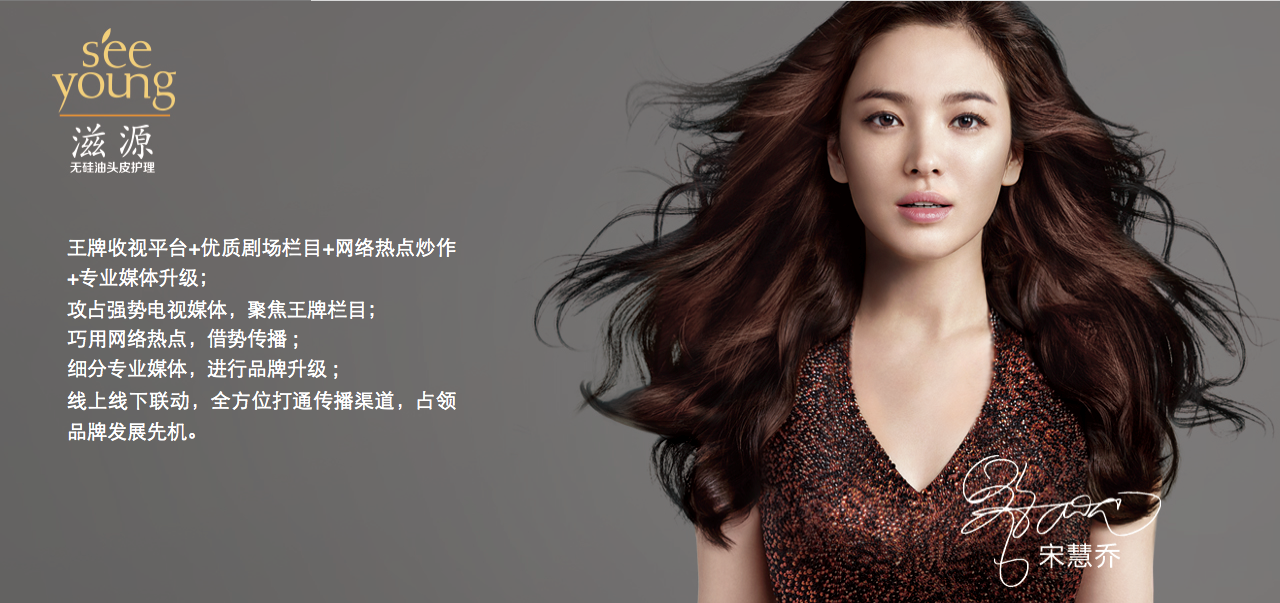 s'ee
young
滋源
无硅油头皮护理
王牌收视平台+优质剧场栏目+网络热点炒作
+专业媒体升级；
攻占强势电视媒体，聚焦王牌栏目；
巧用网络热点，借势传播；
细分专业媒体，进行品牌升级；
线上线下联动，全方位打通传播渠道，占领
品牌发展先机。
宋慧乔